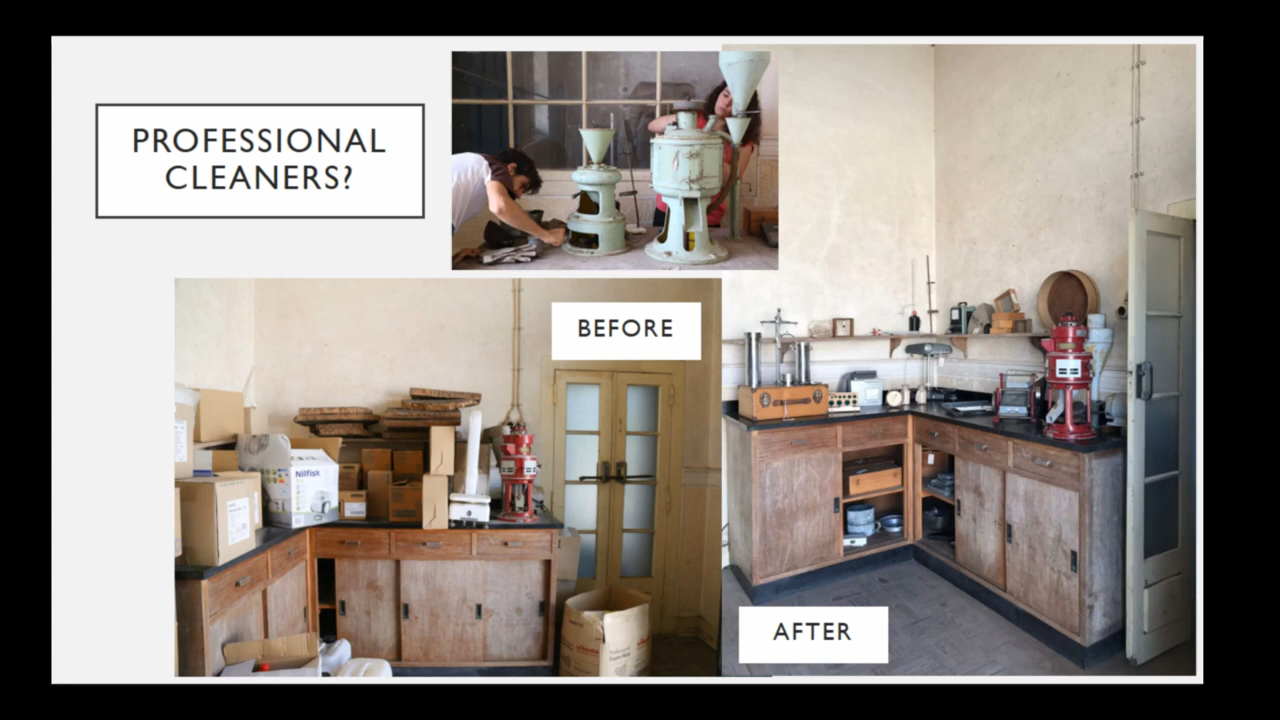 PROFESSIONAL
CLEANERS?
BEFORE
Nilfisk
AFTER